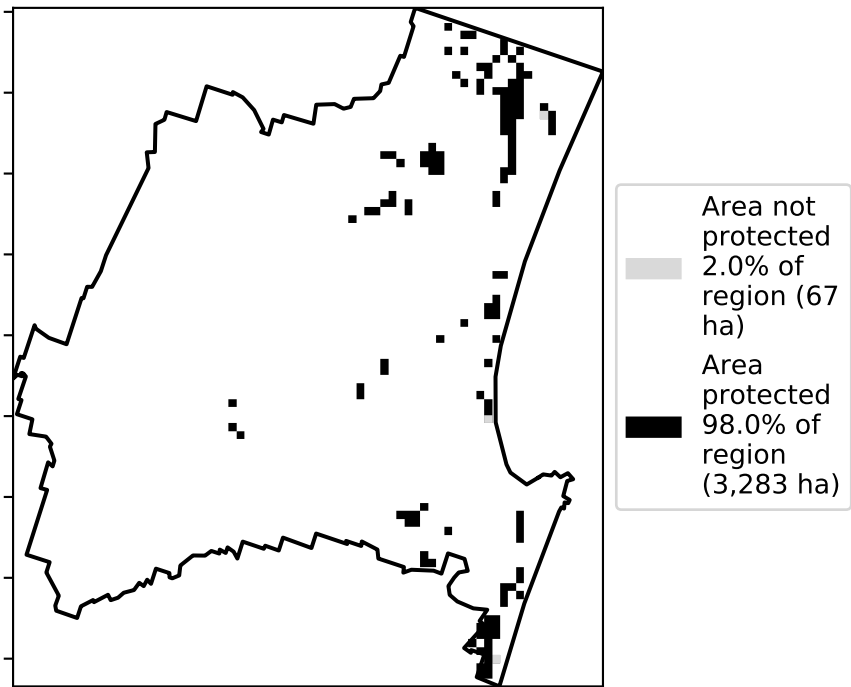 Area not
protected
2.0% of
region (67
ha)
Area
protected
98.0% of
region
(3,283 ha)